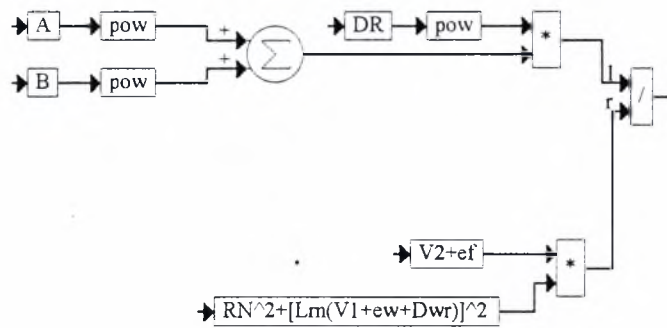 A pow + DR pow *
B pow + Σ
l
r /
V2+ef *
RN^2+[Lm(V1+ew+Dwr)]^2